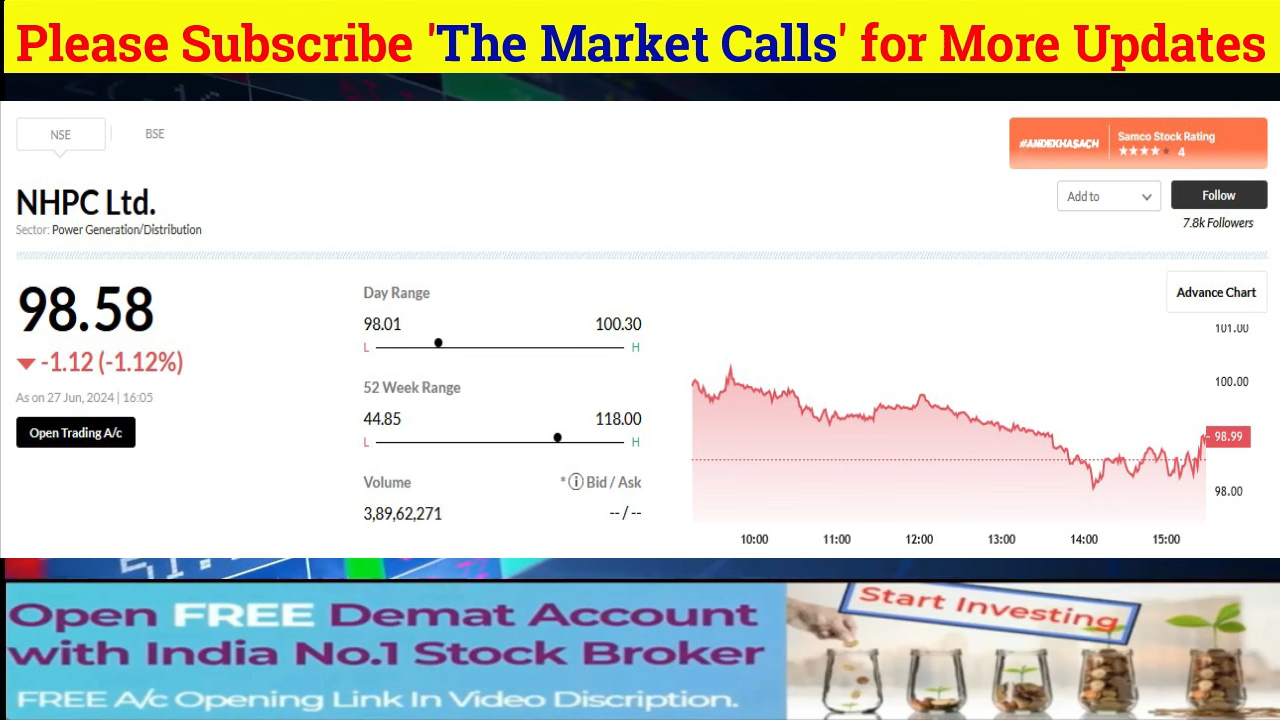 Please Subscribe 'The Market Calls' for More Updates
NSE
BSE
#ANDEKHASACH
Samco Stock Rating
★★★★★ 4
NHPC Ltd.
Sector: Power Generation/Distribution
Add to
Follow
7.8k Followers
98.58
-1.12 (-1.12%)
As on 27 Jun, 2024 | 16:05
Open Trading A/c
Day Range
98.01 100.30
L H
52 Week Range
44.85 118.00
L H
Volume
* ⓘ Bid / Ask
3,89,62,271
-- / --
Advance Chart
101.00
100.00
98.99
98.00
10:00 11:00 12:00 13:00 14:00 15:00
Open FREE Demat Account
with India No.1 Stock Broker
FREE A/c Opening Link In Video Discription.
Start Investing